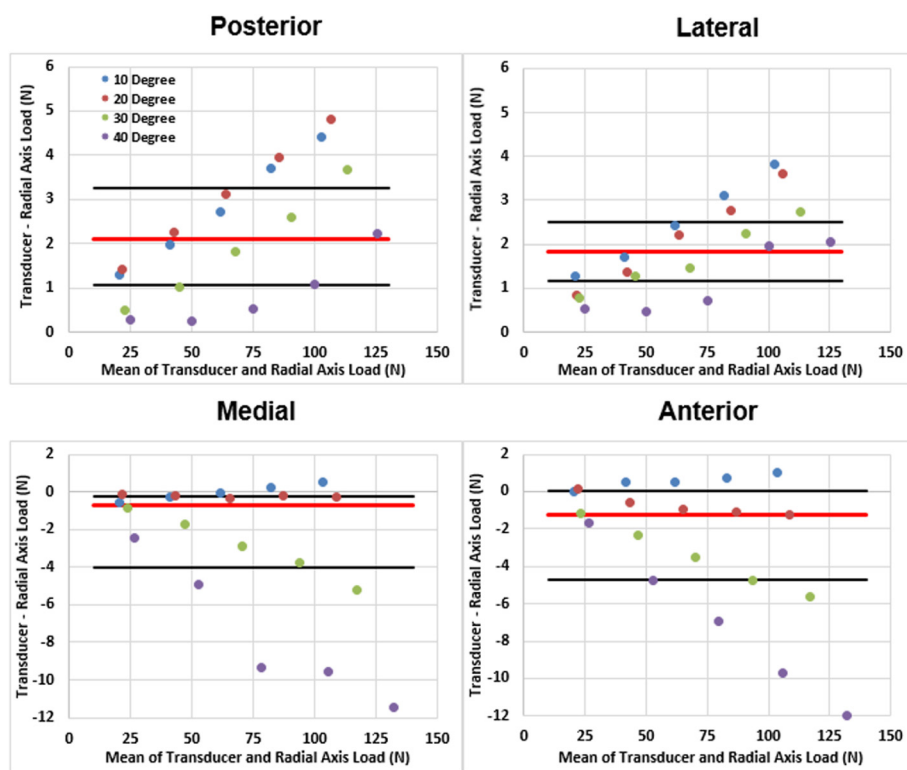 Posterior
Lateral
Transducer - Radial Axis Load (N)
6
5
4
3
2
1
0
10 Degree
20 Degree
30 Degree
40 Degree
0 25 50 75 100 125 150
Mean of Transducer and Radial Axis Load (N)
Transducer - Radial Axis Load (N)
6
5
4
3
2
1
0
0 25 50 75 100 125 150
Mean of Transducer and Radial Axis Load (N)
Medial
Anterior
Transducer - Radial Axis Load (N)
2
0
-2
-4
-6
-8
-10
-12
0 25 50 75 100 125 150
Mean of Transducer and Radial Axis Load (N)
Transducer - Radial Axis Load (N)
2
0
-2
-4
-6
-8
-10
-12
0 25 50 75 100 125 150
Mean of Transducer and Radial Axis Load (N)